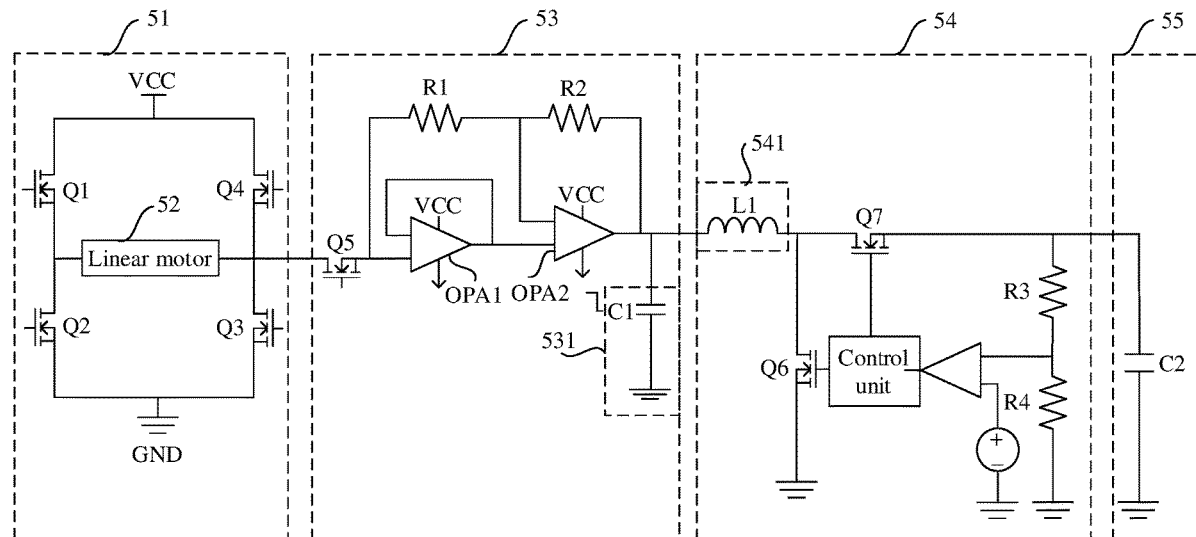 51
53
54
55
VCC
R1
R2
541
Q1
Q4
52
VCC
VCC
L1
Q7
Linear motor
Q5
OPA1
OPA2
R3
Q2
Q3
C1
531
Q6
Control
unit
R4
C2
+
−
GND